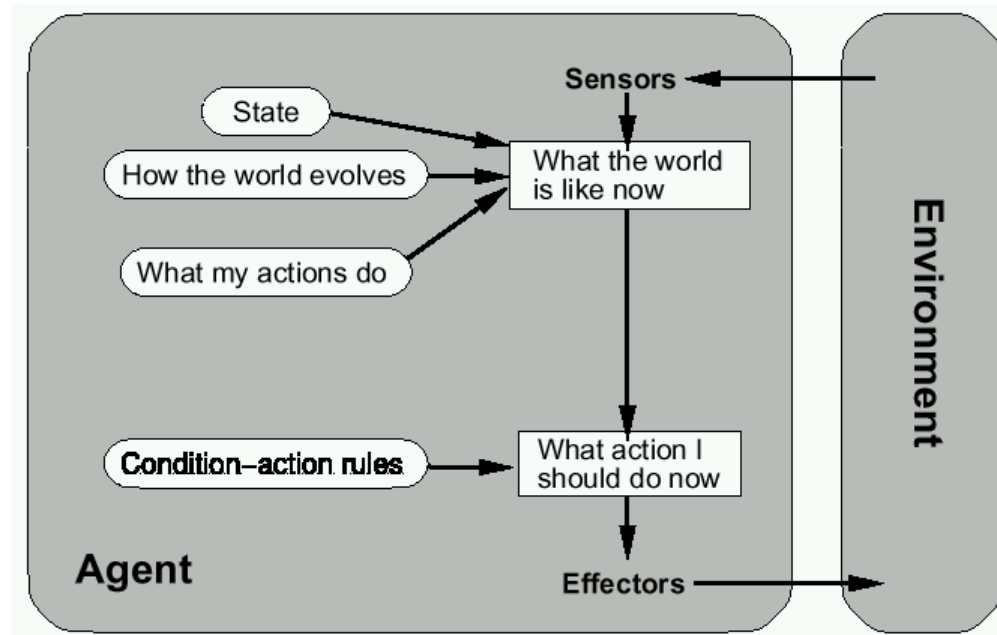 Sensors
State
What the world
is like now
How the world evolves
What my actions do
Environment
What action I
should do now
Condition–action rules
Agent
Effectors